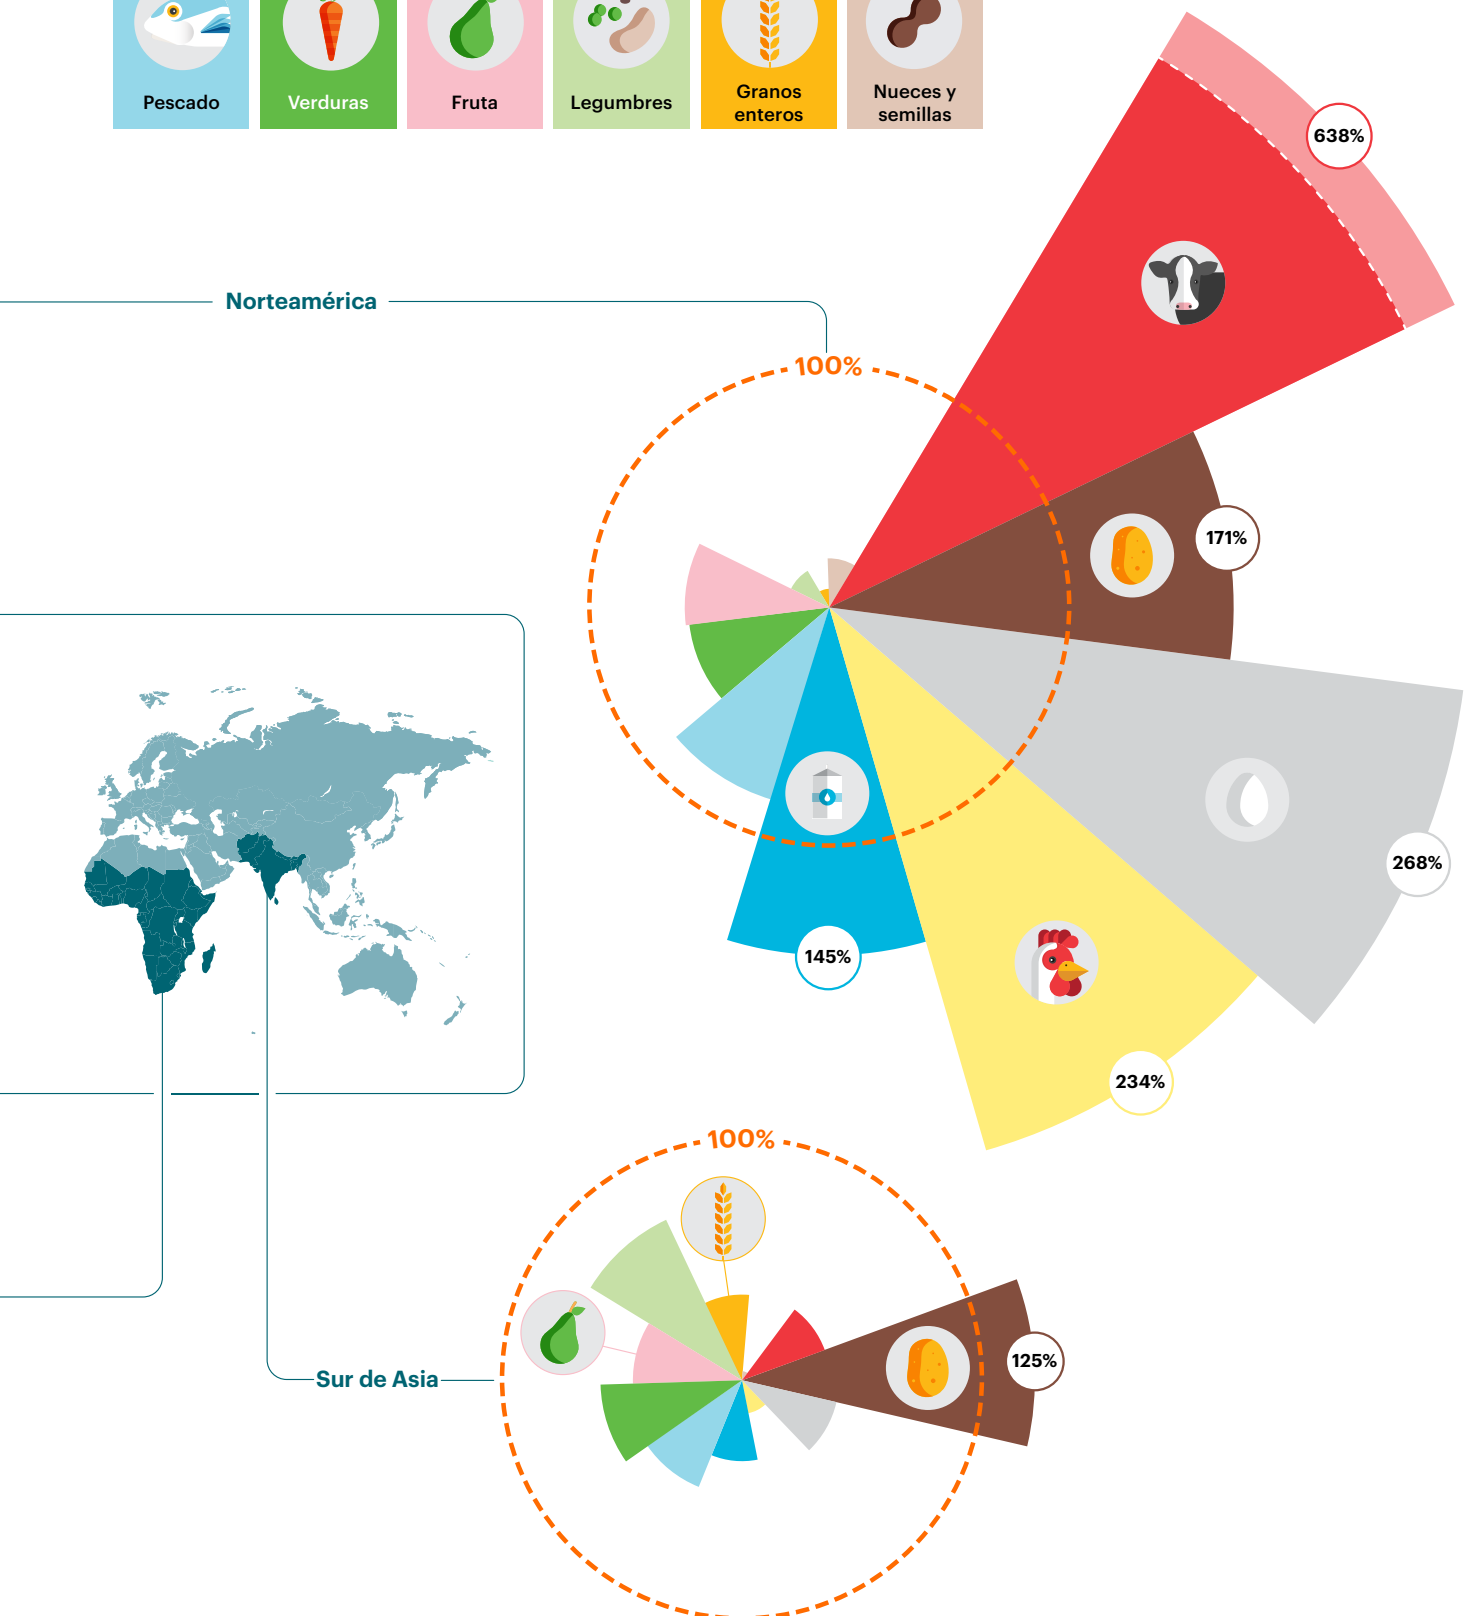 Pescado
Verduras
Fruta
Legumbres
Granos
enteros
Nueces y
semillas
638%
Norteamérica
100%
171%
268%
145%
234%
100%
125%
Sur de Asia